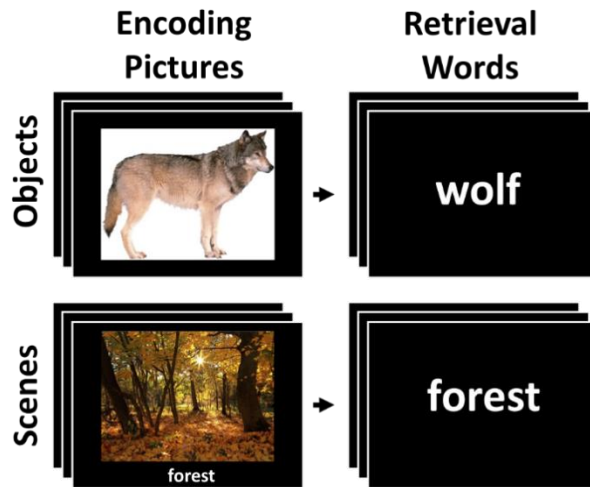 Encoding
Pictures
Retrieval
Words
Objects
wolf
Scenes
forest
forest